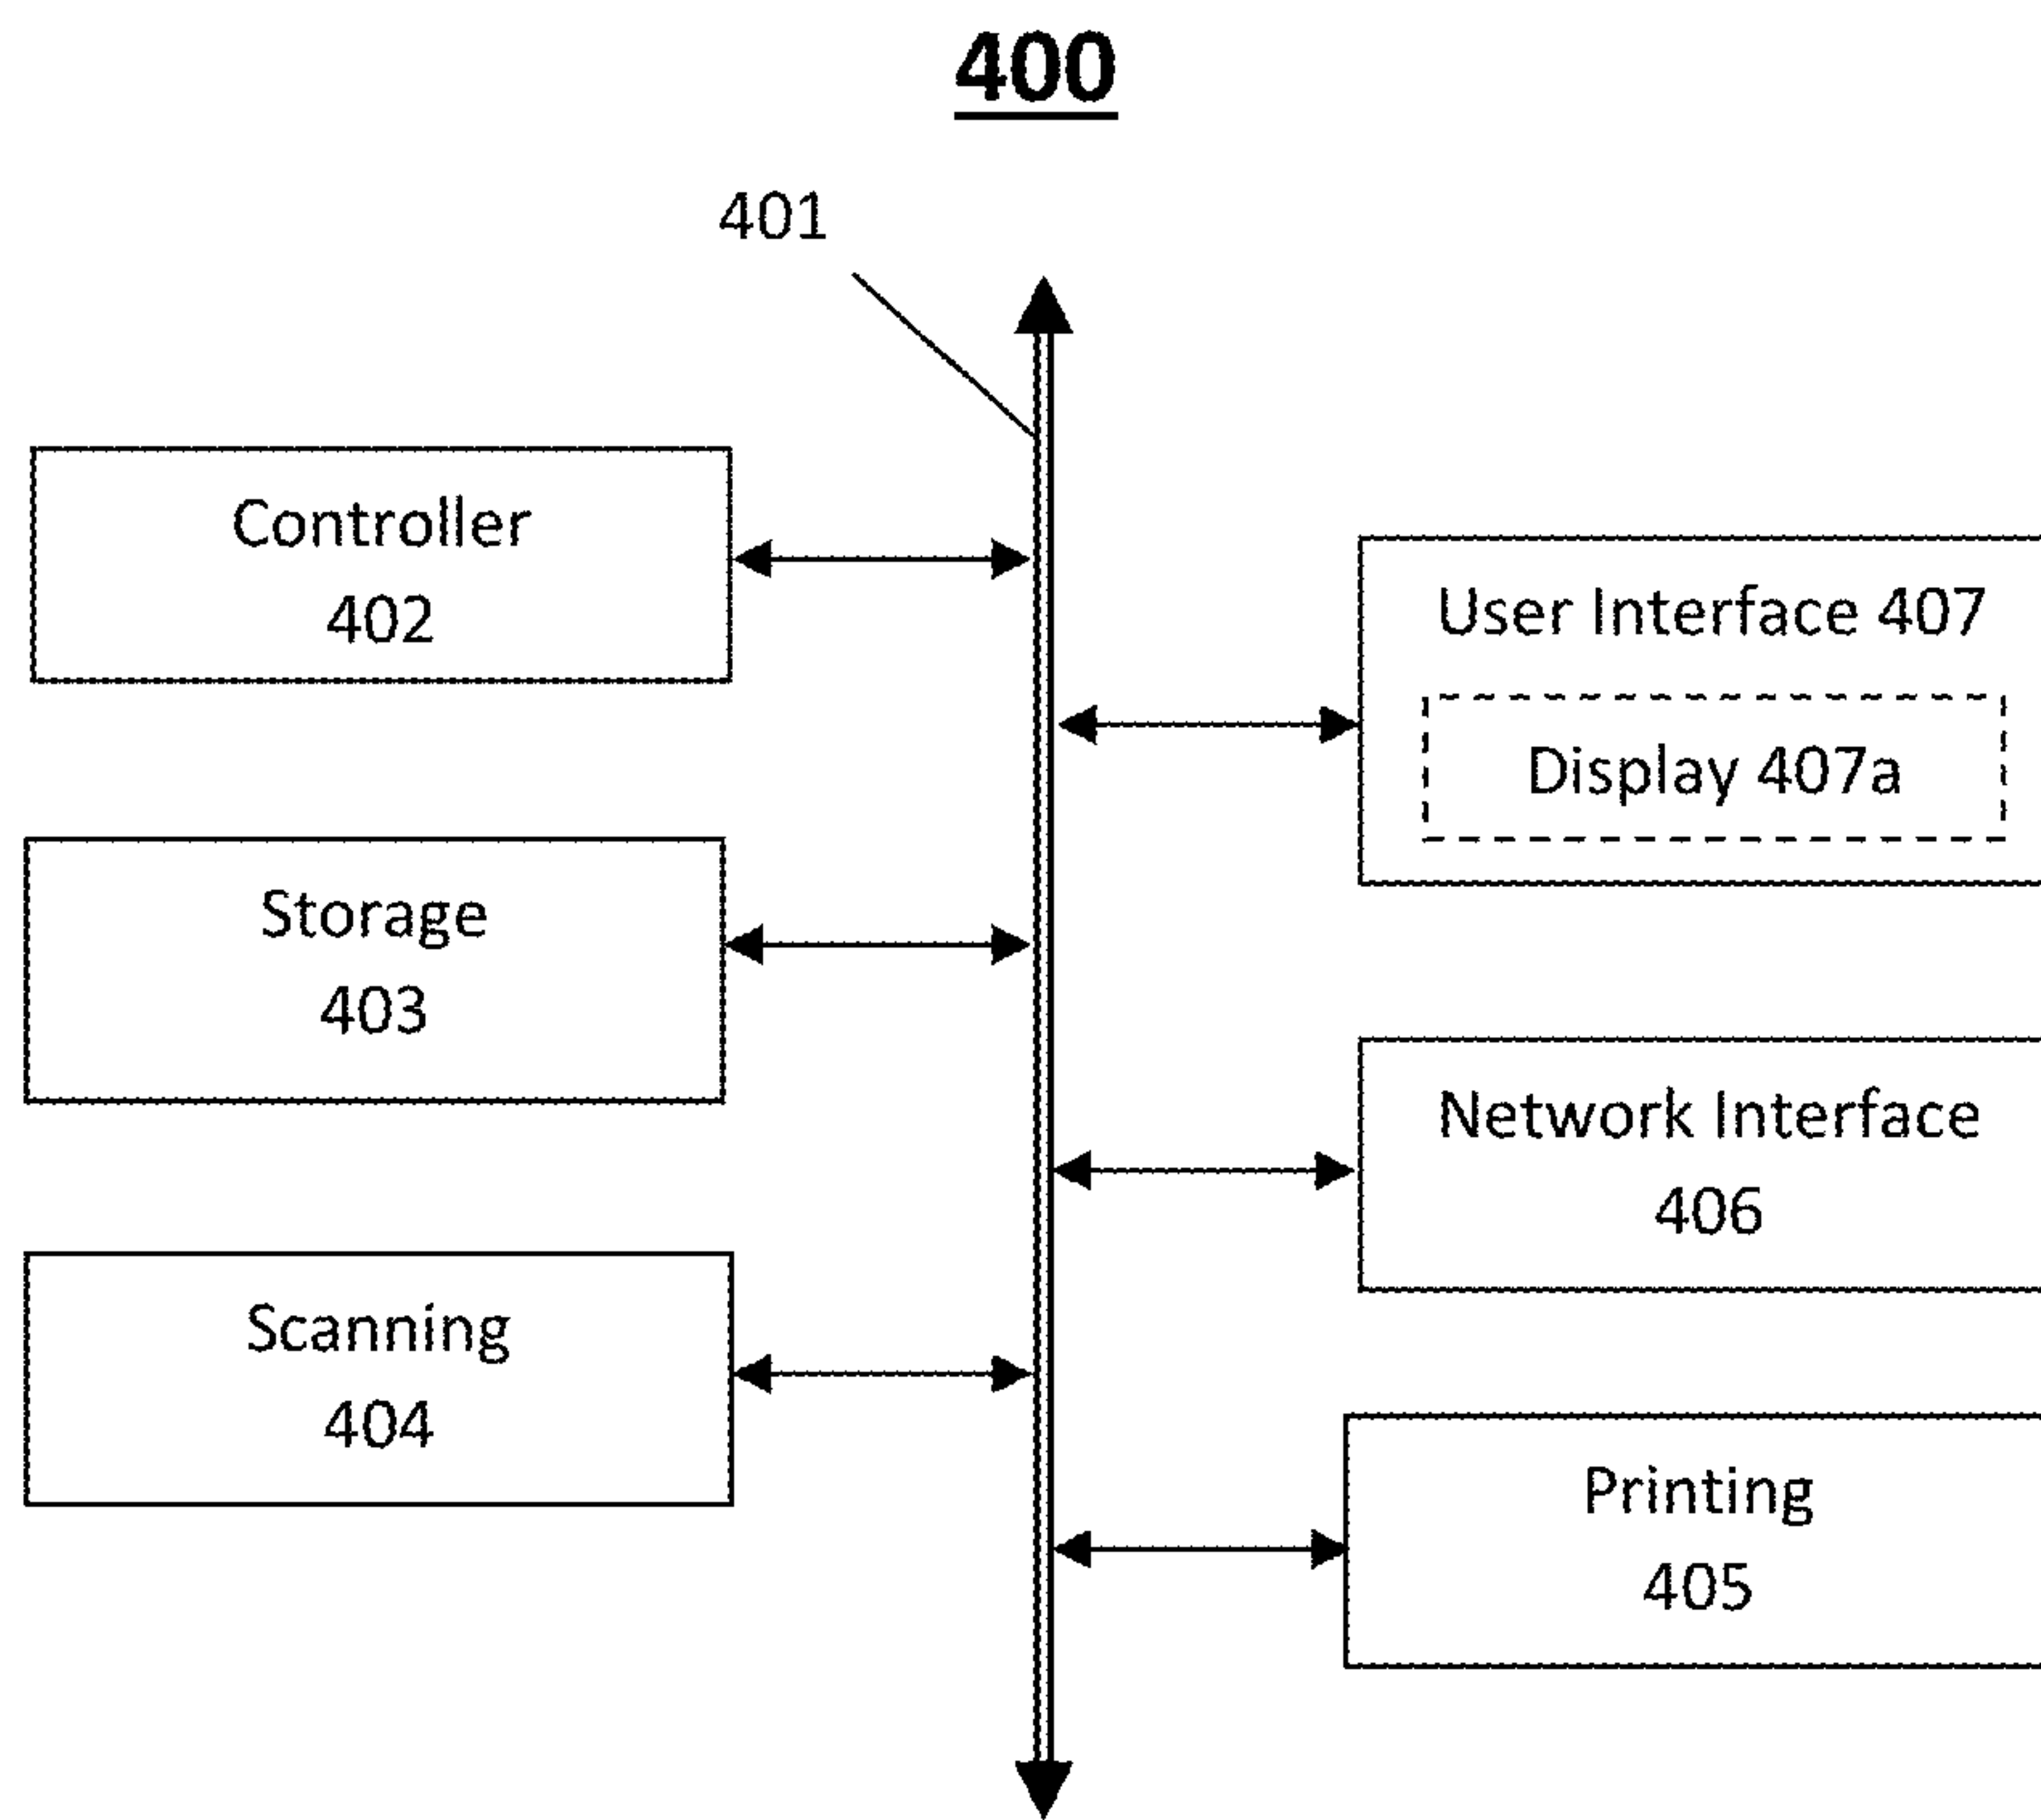 400
401
Controller
402
User Interface 407
Display 407a
Storage
403
Network Interface
406
Scanning
404
Printing
405